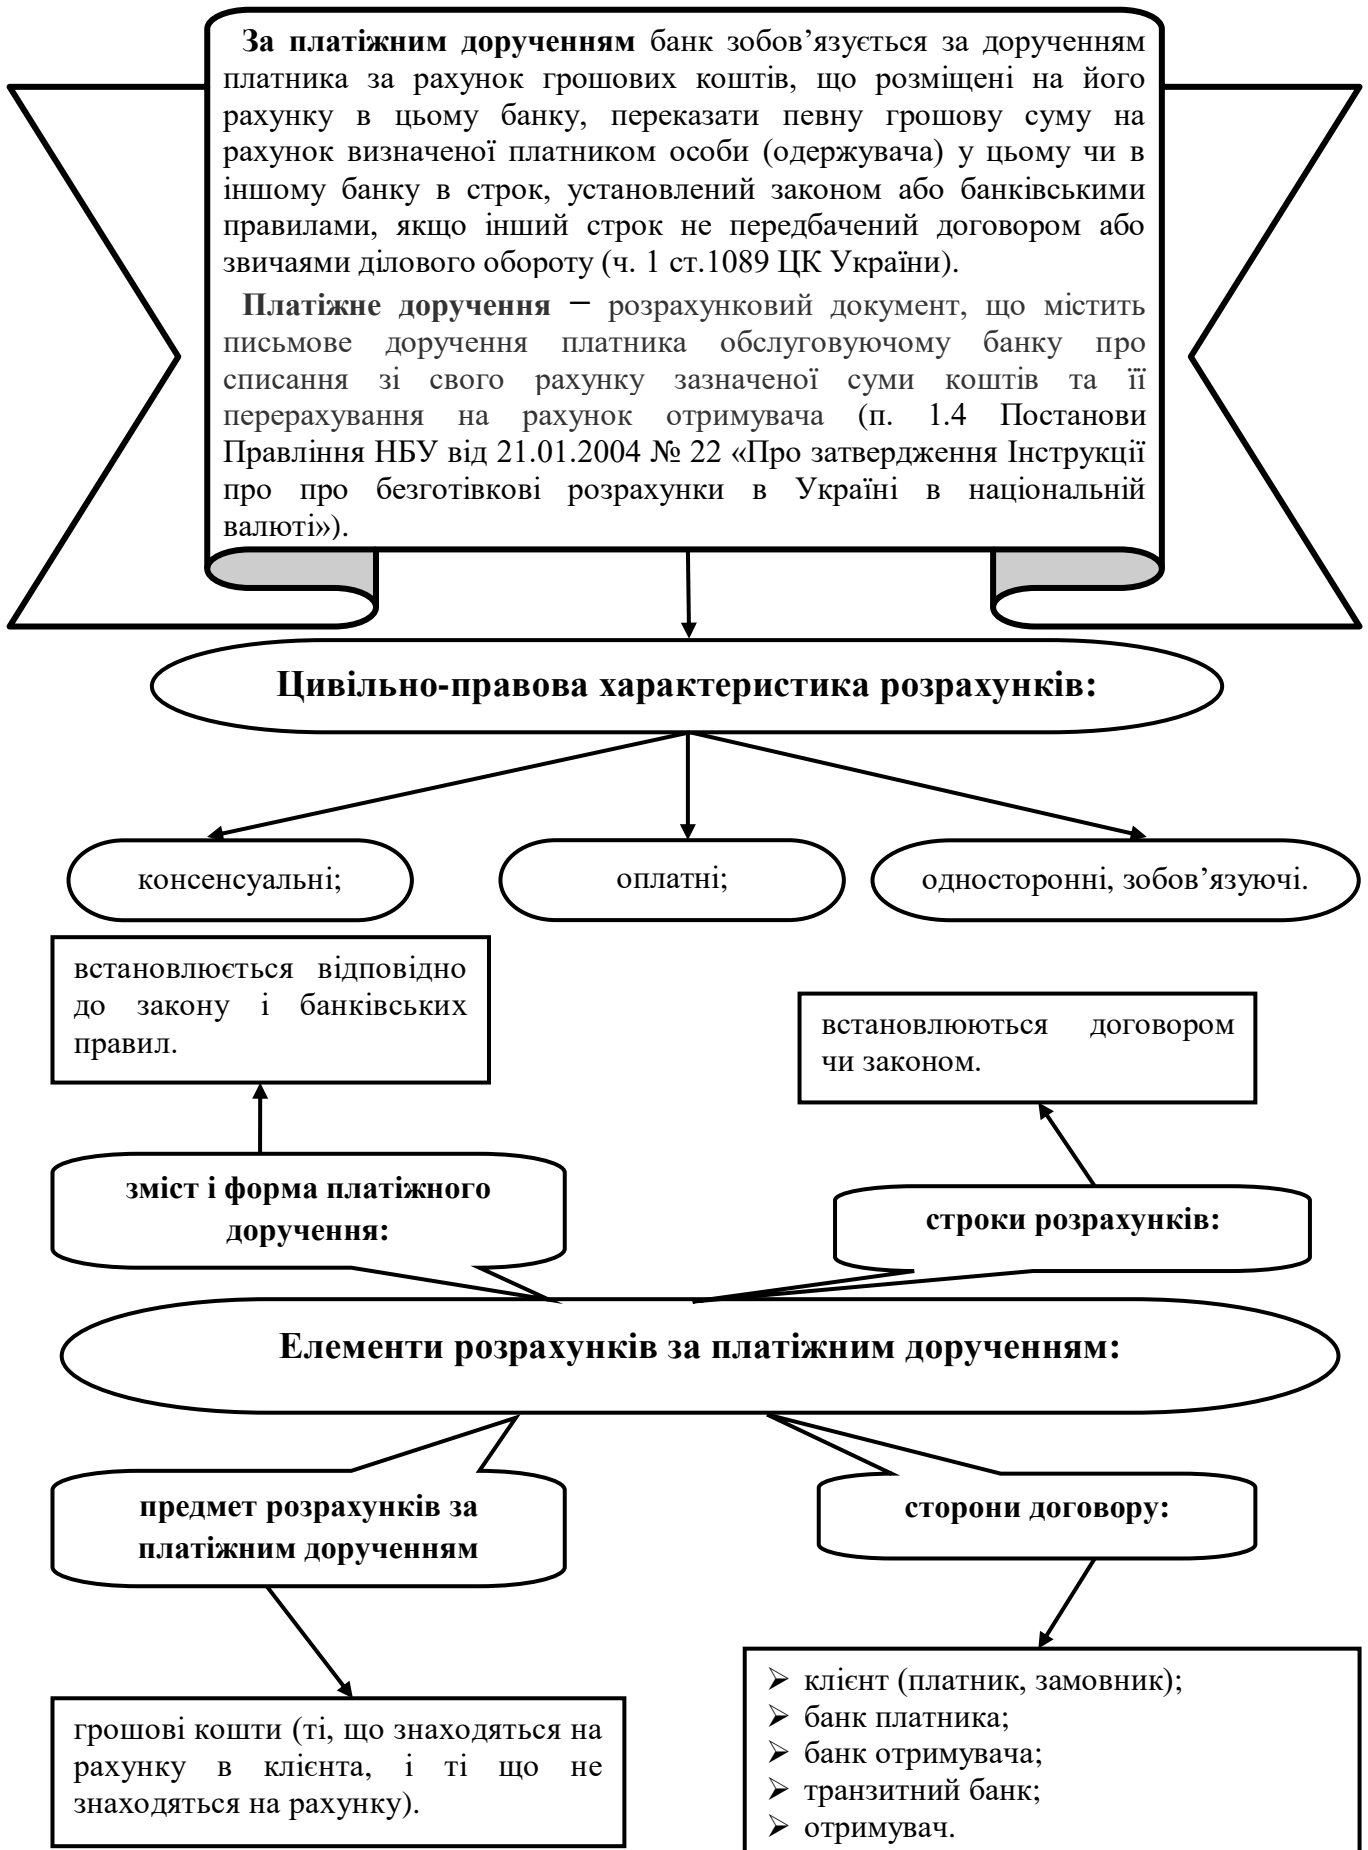 За платіжним дорученням банк зобов’язується за дорученням
платника за рахунок грошових коштів, що розміщені на його
рахунку в цьому банку, переказати певну грошову суму на
рахунок визначеної платником особи (одержувача) у цьому чи в
іншому банку в строк, установлений законом або банківськими
правилами, якщо інший строк не передбачений договором або
звичаями ділового обороту (ч. 1 ст.1089 ЦК України).
Платіжне доручення – розрахунковий документ, що містить
письмове доручення платника обслуговуючому банку про
списання зі свого рахунку зазначеної суми коштів та її
перерахування на рахунок отримувача (п. 1.4 Постанови
Правління НБУ від 21.01.2004 № 22 «Про затвердження Інструкції
про про безготівкові розрахунки в Україні в національній
валюті»).
Цивільно-правова характеристика розрахунків:
консенсуальні;
оплатні;
односторонні, зобов’язуючі.
встановлюється відповідно
до закону і банківських
правил.
встановлюються договором
чи законом.
зміст і форма платіжного
доручення:
строки розрахунків:
Елементи розрахунків за платіжним дорученням:
предмет розрахунків за
платіжним дорученням
сторони договору:
грошові кошти (ті, що знаходяться на
рахунку в клієнта, і ті що не
знаходяться на рахунку).
➢ клієнт (платник, замовник);
➢ банк платника;
➢ банк отримувача;
➢ транзитний банк;
➢ отримувач.